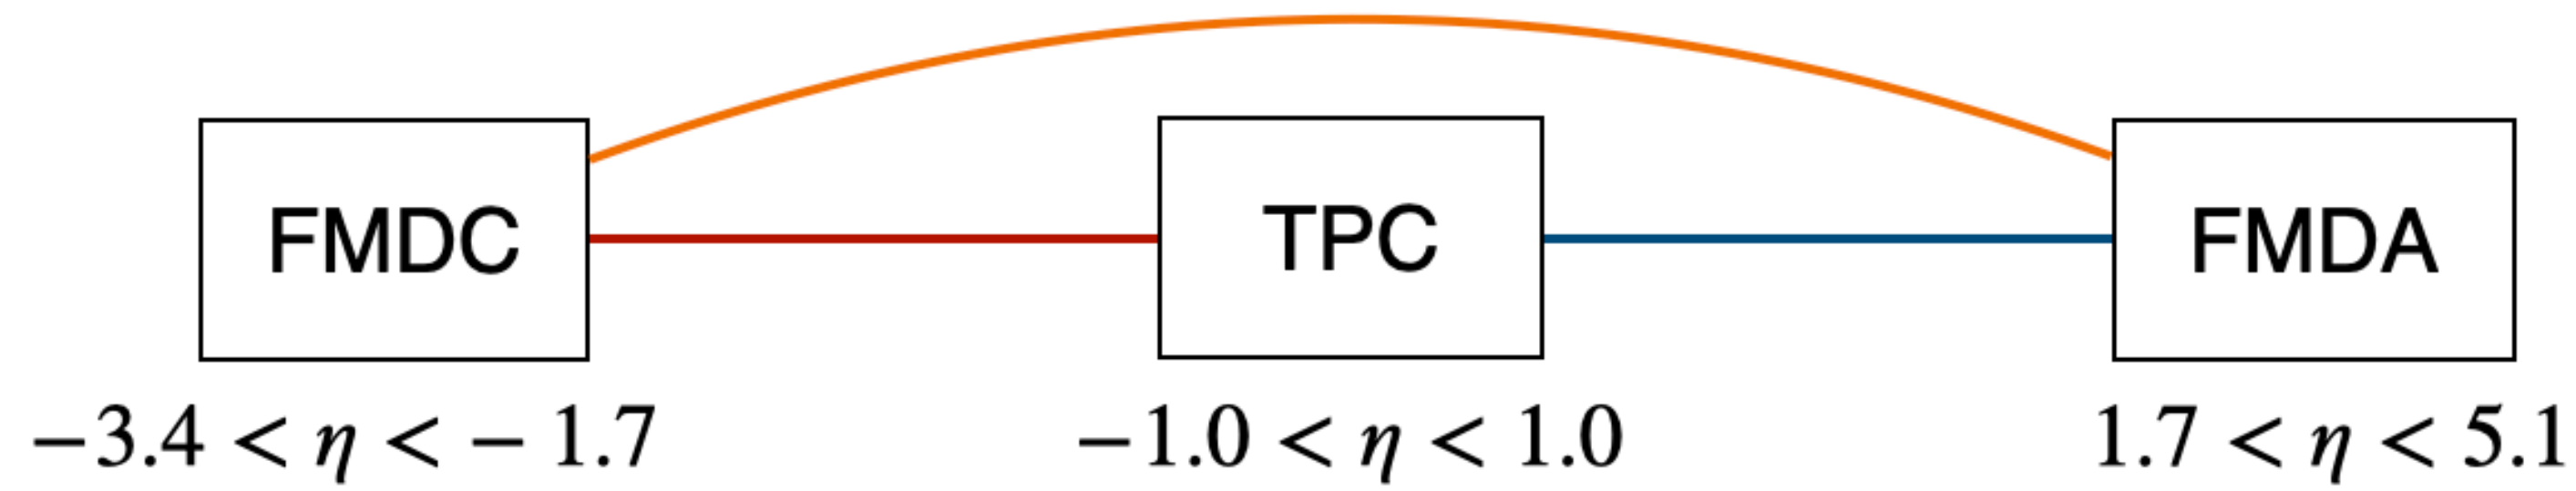 FMDC TPC FMDA
−3.4 < η < − 1.7 −1.0 < η < 1.0 1.7 < η < 5.1